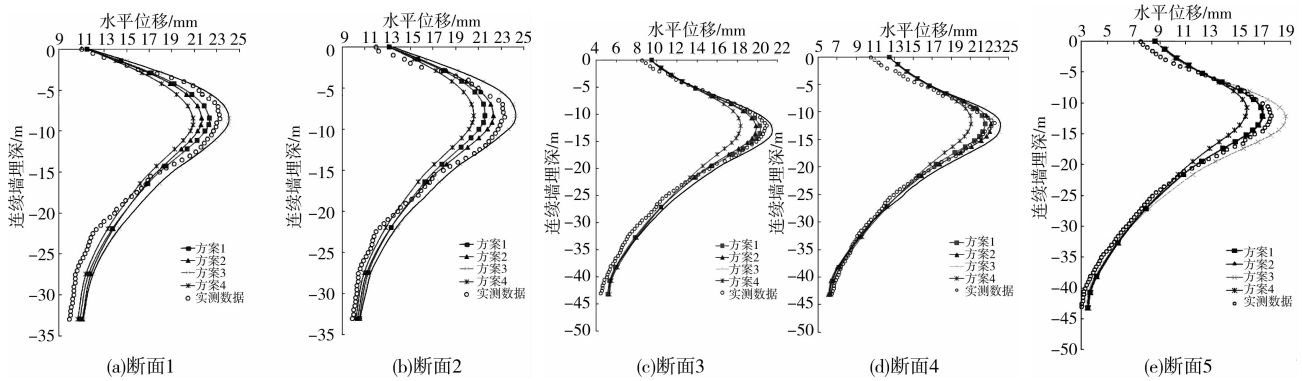 水平位移/mm
9 11 13 15 17 19 21 23 25
0
-5
-10
-15
-20
-25
-30
-35
连续墙埋深/m
方案1
方案2
方案3
方案4
实测数据
(a)断面1
水平位移/mm
9 11 13 15 17 19 21 23 25
0
-5
-10
-15
-20
-25
-30
-35
连续墙埋深/m
方案1
方案2
方案3
方案4
实测数据
(b)断面2
水平位移/mm
4 6 8 10 12 14 16 18 20 22
0
-5
-10
-15
-20
-25
-30
-35
-40
-45
-50
连续墙埋深/m
方案1
方案2
方案3
方案4
实测数据
(c)断面3
水平位移/mm
5 7 9 11 13 15 17 19 21 23 25
0
-5
-10
-15
-20
-25
-30
-35
-40
-45
-50
连续墙埋深/m
方案1
方案2
方案3
方案4
实测数据
(d)断面4
水平位移/mm
3 5 7 9 11 13 15 17 19
0
-5
-10
-15
-20
-25
-30
-35
-40
-45
-50
连续墙埋深/m
方案1
方案2
方案3
方案4
实测数据
(e)断面5